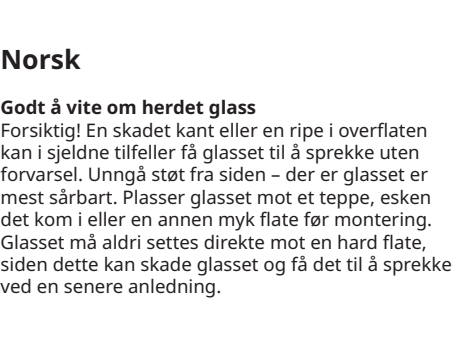 Norsk
Godt å vite om herdet glass
Forsiktig! En skadet kant eller en ripe i overflaten
kan i sjeldne tilfeller få glasset til å sprekke uten
forvarsel. Unngå støt fra siden – der er glasset er
mest sårbart. Plasser glasset mot et teppe, esken
det kom i eller en annen myk flate før montering.
Glasset må aldri settes direkte mot en hard flate,
siden dette kan skade glasset og få det til å sprekke
ved en senere anledning.